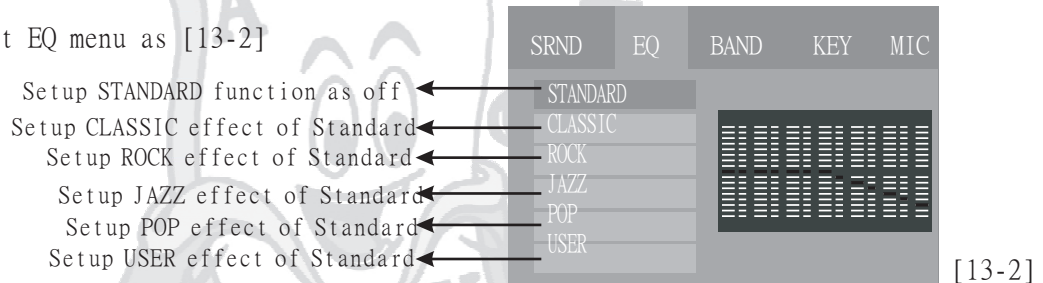 t EQ menu as [13-2]
Setup STANDARD function as off
Setup CLASSIC effect of Standard
Setup ROCK effect of Standard
Setup JAZZ effect of Standard
Setup POP effect of Standard
Setup USER effect of Standard
SRND EQ BAND KEY MIC
STANDARD
CLASSIC
ROCK
JAZZ
POP
USER
[13-2]